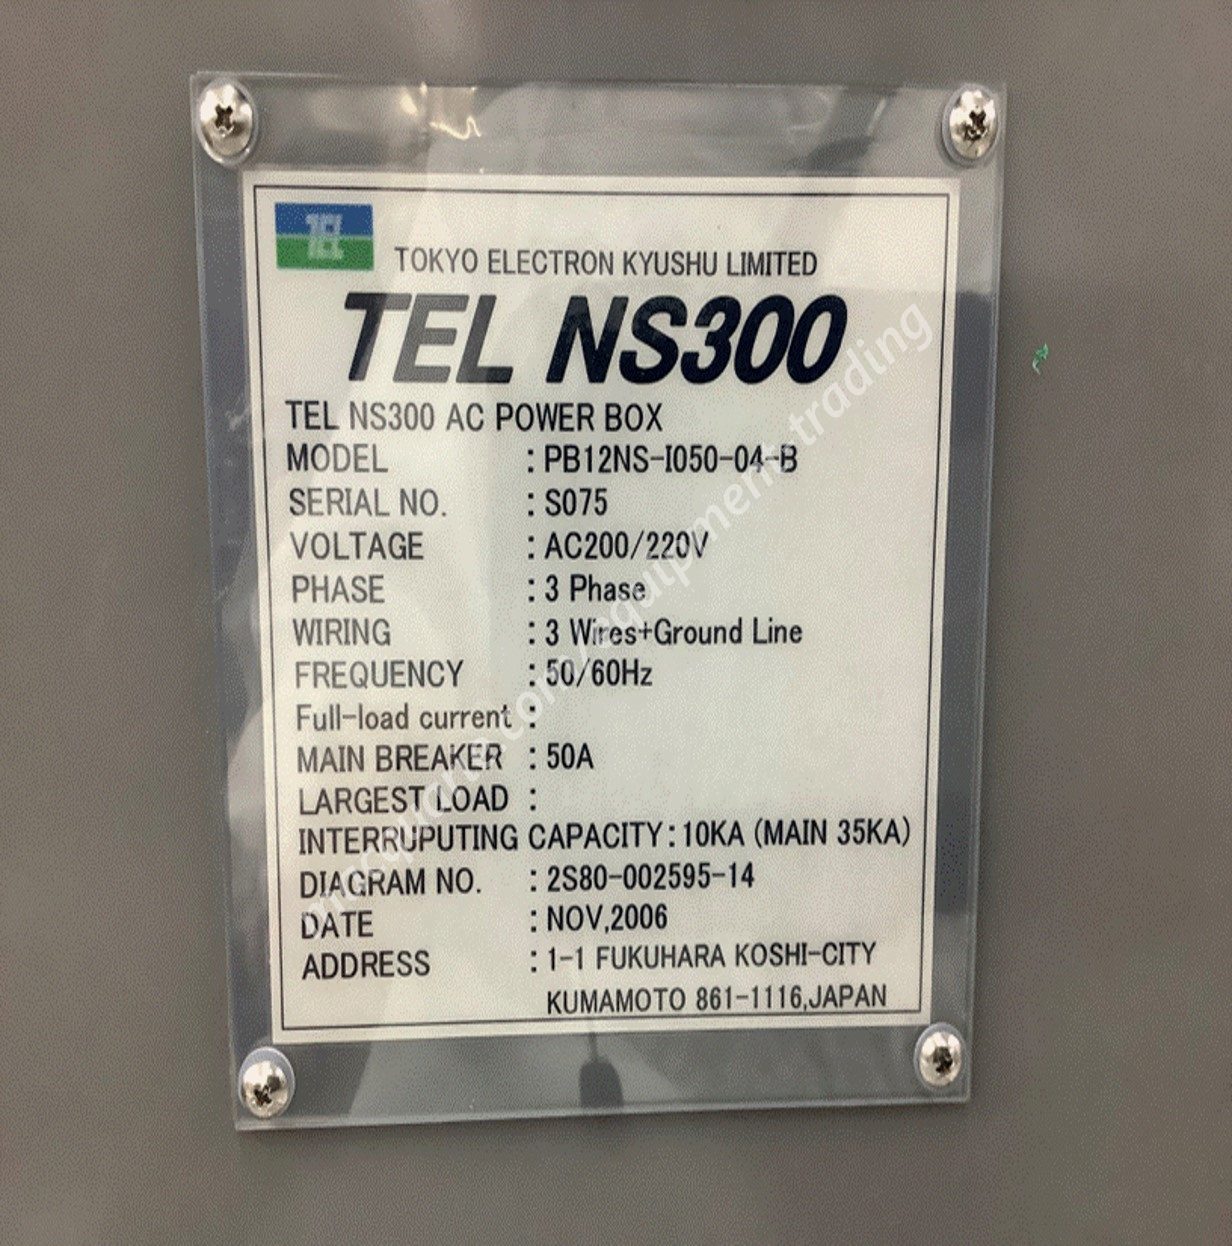 TEL
TOKYO ELECTRON KYUSHU LIMITED
TEL NS300
TEL NS300 AC POWER BOX
MODEL : PB12NS-I050-04-B
SERIAL NO. : S075
VOLTAGE : AC200/220V
PHASE : 3 Phase
WIRING : 3 Wires+Ground Line
FREQUENCY : 50/60Hz
Full-load current :
MAIN BREAKER : 50A
LARGEST LOAD :
INTERRUPUTING CAPACITY : 10KA (MAIN 35KA)
DIAGRAM NO. : 2S80-002595-14
DATE : NOV,2006
ADDRESS : 1-1 FUKUHARA KOSHI-CITY
KUMAMOTO 861-1116,JAPAN
equipment-trading